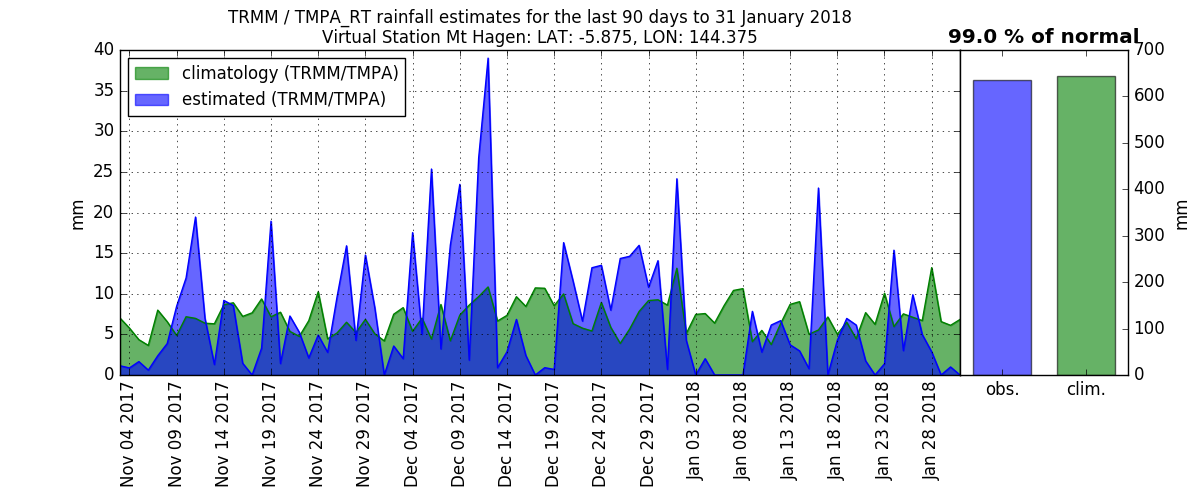 TRMM / TMPA_RT rainfall estimates for the last 90 days to 31 January 2018
Virtual Station Mt Hagen: LAT: -5.875, LON: 144.375
99.0 % of normal
climatology (TRMM/TMPA)
estimated (TRMM/TMPA)
mm
40
35
30
25
20
15
10
5
0
Nov 04 2017
Nov 09 2017
Nov 14 2017
Nov 19 2017
Nov 24 2017
Nov 29 2017
Dec 04 2017
Dec 09 2017
Dec 14 2017
Dec 19 2017
Dec 24 2017
Dec 29 2017
Jan 03 2018
Jan 08 2018
Jan 13 2018
Jan 18 2018
Jan 23 2018
Jan 28 2018
obs.
clim.
700
600
500
400
300
200
100
0
mm